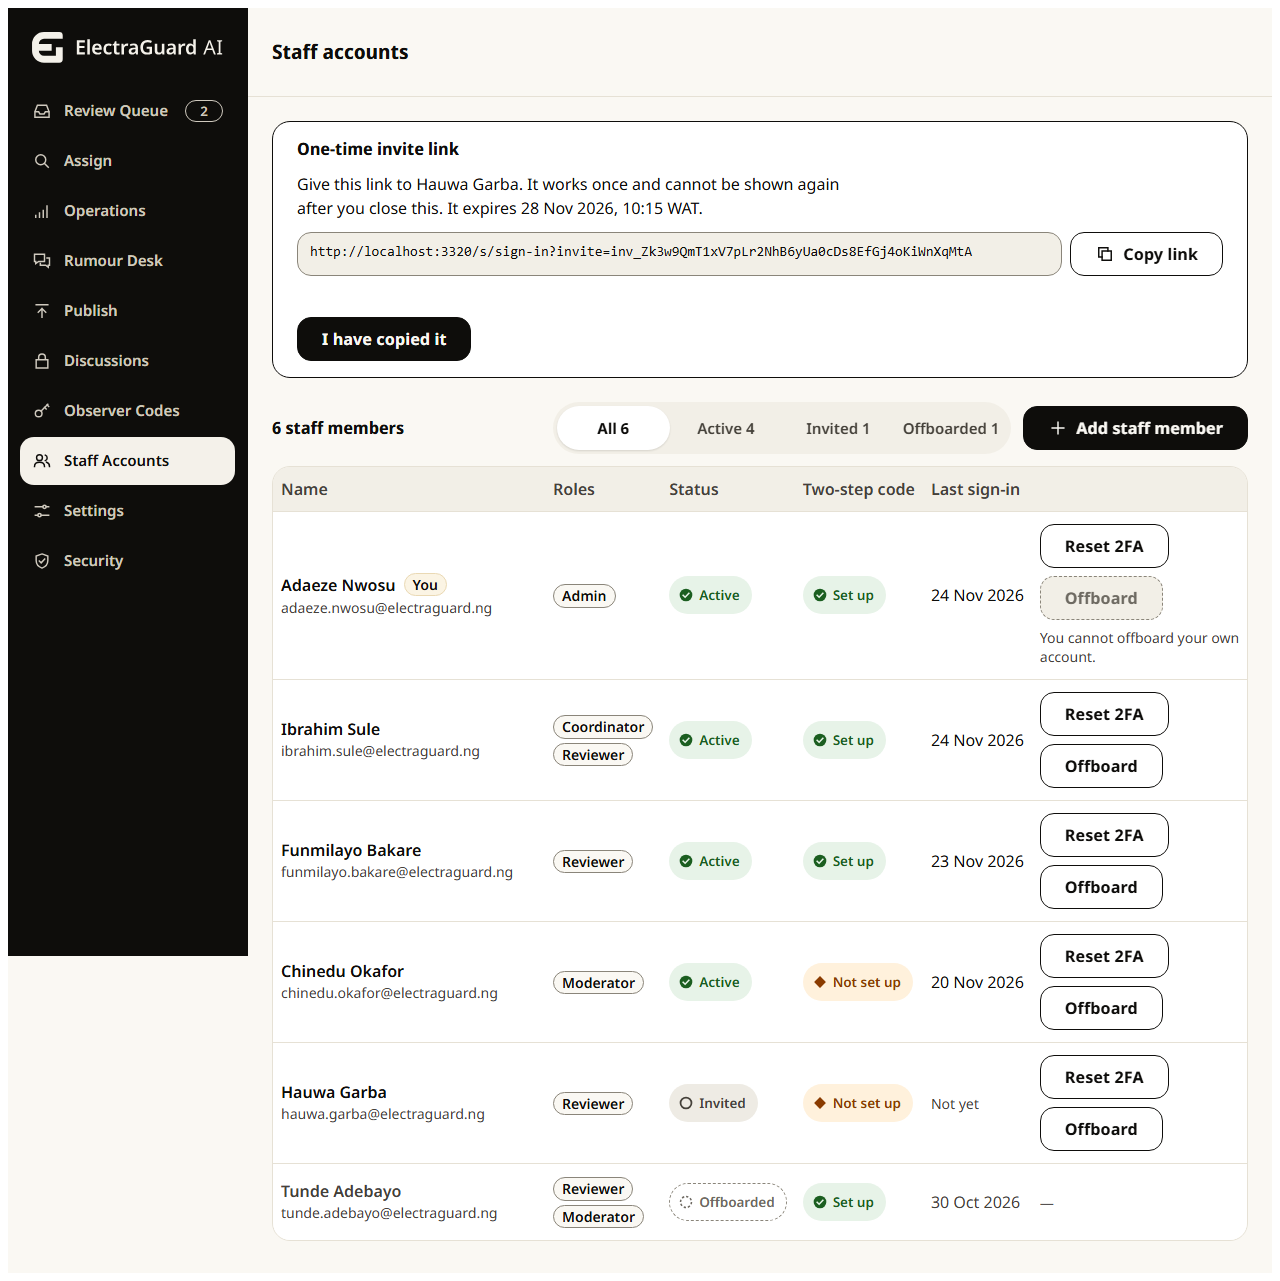 ElectraGuard AI
Review Queue 2
Assign
Operations
Rumour Desk
Publish
Discussions
Observer Codes
Staff Accounts
Settings
Security
Staff accounts
One-time invite link
Give this link to Hauwa Garba. It works once and cannot be shown again
after you close this. It expires 28 Nov 2026, 10:15 WAT.
http://localhost:3320/s/sign-in?invite=inv_Zk3w9QmT1xV7pLr2NhB6yUa0cDs8EfGj4oKiWnXqMtA
Copy link
I have copied it
6 staff members
All 6
Active 4
Invited 1
Offboarded 1
Add staff member
Name Roles Status Two-step code Last sign-in
Adaeze Nwosu You
adaeze.nwosu@electraguard.ng
Admin
Active
Set up
24 Nov 2026
Reset 2FA
Offboard
You cannot offboard your own
account.
Ibrahim Sule
ibrahim.sule@electraguard.ng
Coordinator
Reviewer
Active
Set up
24 Nov 2026
Reset 2FA
Offboard
Funmilayo Bakare
funmilayo.bakare@electraguard.ng
Reviewer
Active
Set up
23 Nov 2026
Reset 2FA
Offboard
Chinedu Okafor
chinedu.okafor@electraguard.ng
Moderator
Active
Not set up
20 Nov 2026
Reset 2FA
Offboard
Hauwa Garba
hauwa.garba@electraguard.ng
Reviewer
Invited
Not set up
Not yet
Reset 2FA
Offboard
Tunde Adebayo
tunde.adebayo@electraguard.ng
Reviewer
Moderator
Offboarded
Set up
30 Oct 2026
—